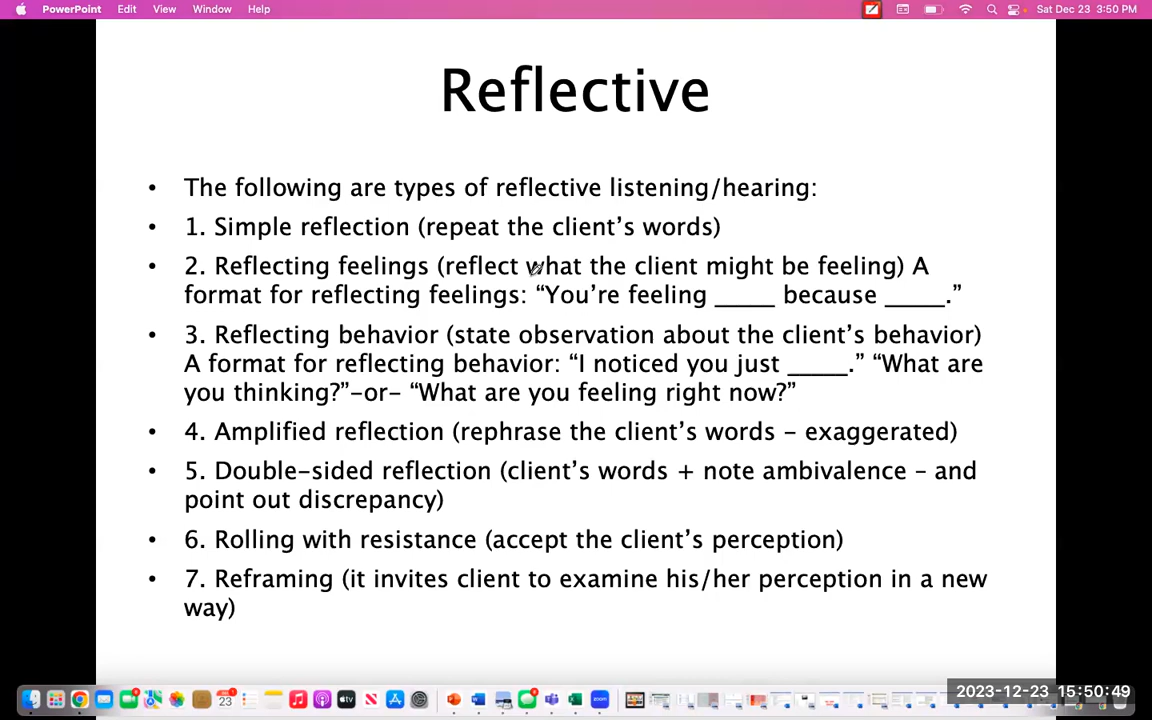 PowerPoint Edit View Window Help Sat Dec 23 3:50 PM
Reflective
• The following are types of reflective listening/hearing:
• 1. Simple reflection (repeat the client’s words)
• 2. Reflecting feelings (reflect what the client might be feeling) A
format for reflecting feelings: “You’re feeling _____ because _____.”
• 3. Reflecting behavior (state observation about the client’s behavior)
A format for reflecting behavior: “I noticed you just _____.” “What are
you thinking?”-or- “What are you feeling right now?”
• 4. Amplified reflection (rephrase the client’s words – exaggerated)
• 5. Double-sided reflection (client’s words + note ambivalence – and
point out discrepancy)
• 6. Rolling with resistance (accept the client’s perception)
• 7. Reframing (it invites client to examine his/her perception in a new
way)
23
2023-12-23 15:50:49